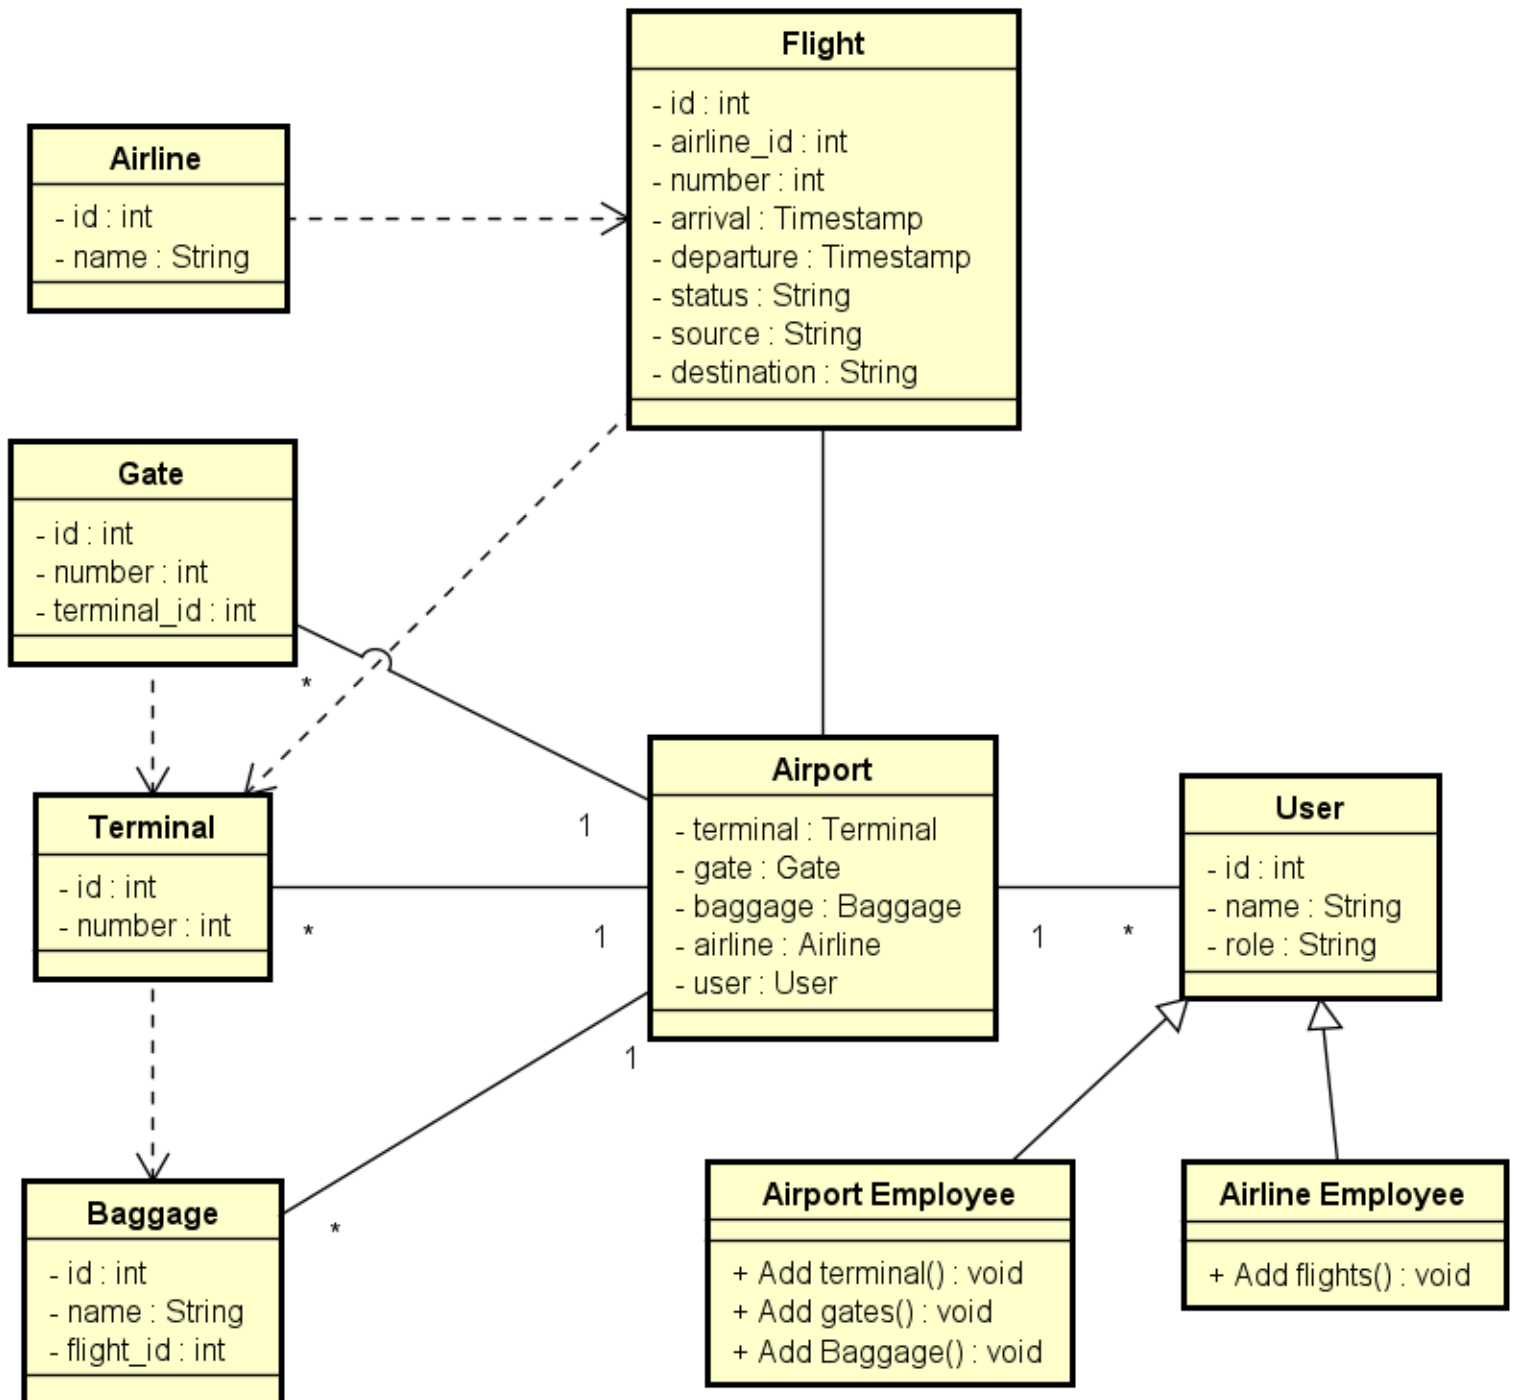 Flight
- id : int
- airline_id : int
- number : int
- arrival : Timestamp
- departure : Timestamp
- status : String
- source : String
- destination : String
Airline
- id : int
- name : String
Gate
- id : int
- number : int
- terminal_id : int
*
1
Terminal
- id : int
- number : int
*
1
Airport
- terminal : Terminal
- gate : Gate
- baggage : Baggage
- airline : Airline
- user : User
1
*
User
- id : int
- name : String
- role : String
1
*
Baggage
- id : int
- name : String
- flight_id : int
Airport Employee
+ Add terminal() : void
+ Add gates() : void
+ Add Baggage() : void
Airline Employee
+ Add flights() : void